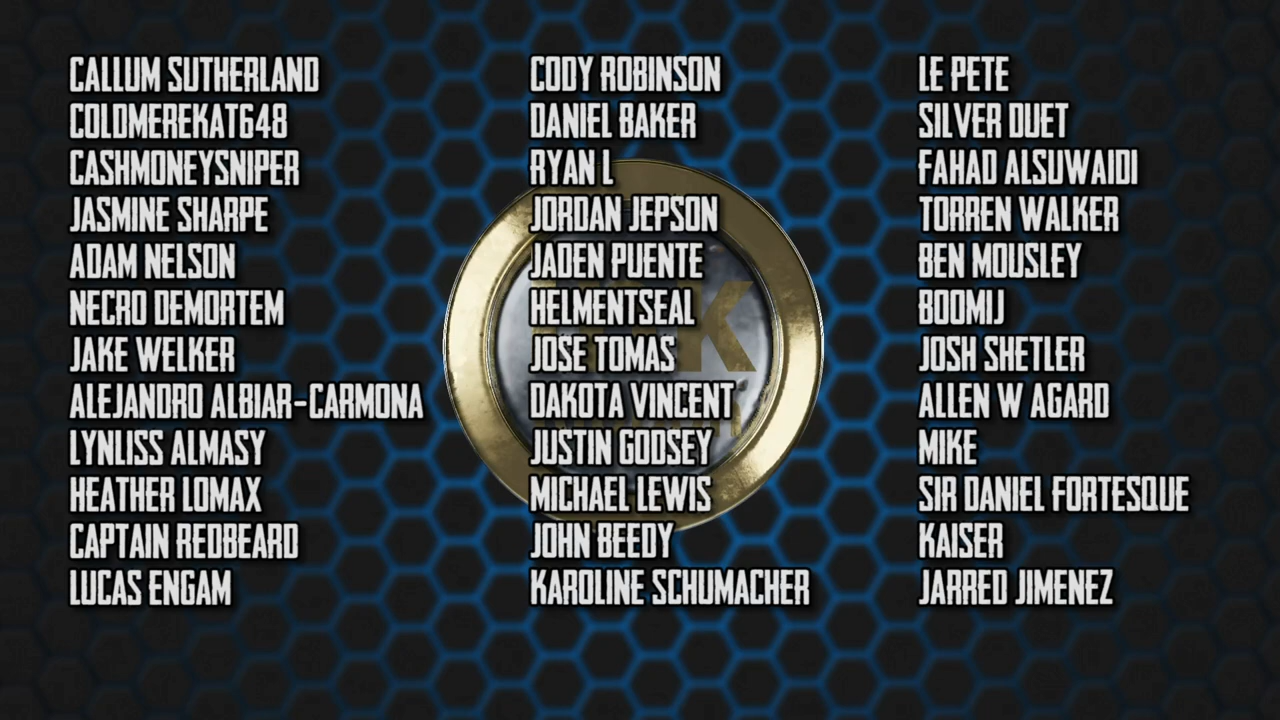 CALLUM SUTHERLAND
COLDMEREKAT648
CASHMONEYSNIPER
JASMINE SHARPE
ADAM NELSON
NECRO DEMORTEM
JAKE WELKER
ALEJANDRO ALBIAR-CARMONA
LYNLISS ALMASY
HEATHER LOMAX
CAPTAIN REDBEARD
LUCAS ENGAM
CODY ROBINSON
DANIEL BAKER
RYAN L
JORDAN JEPSON
JADEN PUENTE
HELMENTSEAL
JOSE TOMAS
DAKOTA VINCENT
JUSTIN GODSEY
MICHAEL LEWIS
JOHN BEEDY
KAROLINE SCHUMACHER
LE PETE
SILVER DUET
FAHAD ALSUWAIDI
TORREN WALKER
BEN MOUSLEY
BOOMIJ
JOSH SHETLER
ALLEN W AGARD
MIKE
SIR DANIEL FORTESQUE
KAISER
JARRED JIMENEZ